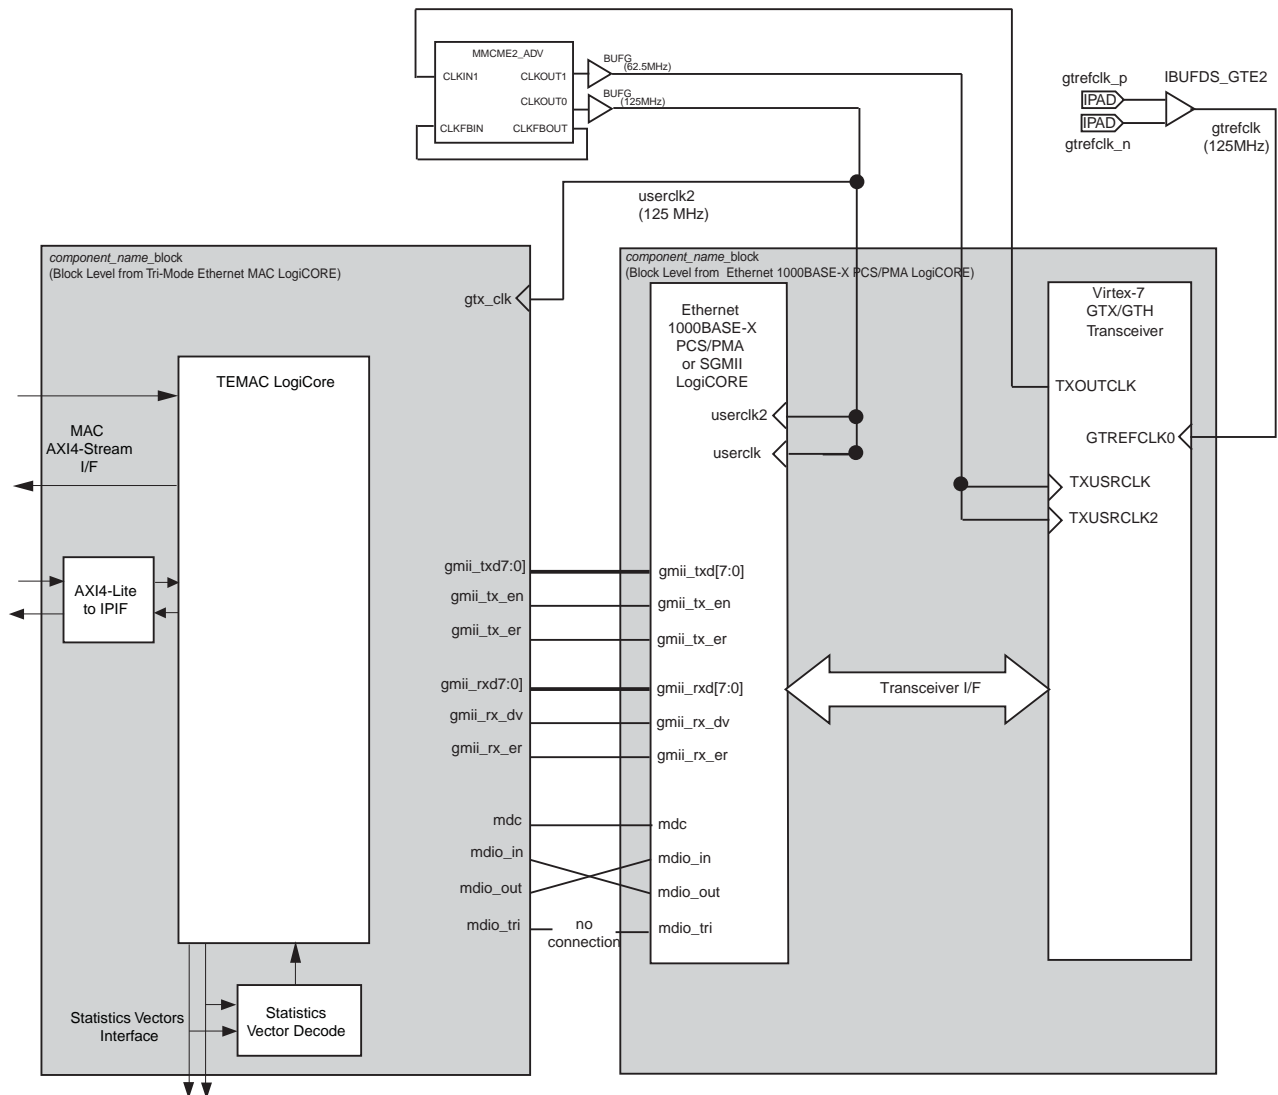 MMCME2_ADV
CLKIN1
CLKOUT1
CLKOUT0
CLKFBIN
CLKFBOUT
BUFG
(62.5MHz)
BUFG
(125MHz)
gtrefclk_p
IBUFDS_GTE2
IPAD
IPAD
gtrefclk_n
gtrefclk
(125MHz)
userclk2
(125 MHz)
component_name_block
(Block Level from Tri-Mode Ethernet MAC LogiCORE)
gtx_clk
TEMAC LogiCore
MAC
AXI4-Stream
I/F
AXI4-Lite
to IPIF
gmii_txd7:0]
gmii_tx_en
gmii_tx_er
gmii_rxd7:0]
gmii_rx_dv
gmii_rx_er
mdc
mdio_in
mdio_out
mdio_tri
no
connection
Statistics Vectors
Interface
Statistics
Vector Decode
component_name_block
(Block Level from Ethernet 1000BASE-X PCS/PMA LogiCORE)
Ethernet
1000BASE-X
PCS/PMA
or SGMII
LogiCORE
userclk2
userclk
gmii_txd[7:0]
gmii_tx_en
gmii_tx_er
gmii_rxd[7:0]
gmii_rx_dv
gmii_rx_er
mdc
mdio_in
mdio_out
mdio_tri
Transceiver I/F
Virtex-7
GTX/GTH
Transceiver
TXOUTCLK
GTREFCLK0
TXUSRCLK
TXUSRCLK2